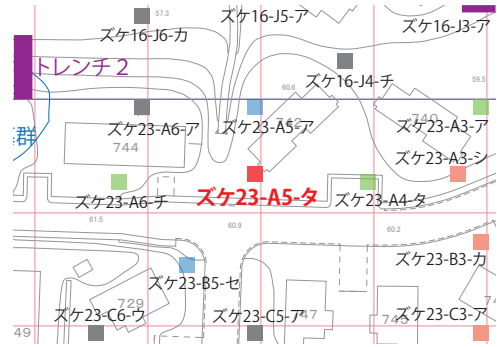 57.3
ズケ16-J5-ア
ズケ16-J6-カ
ズケ16-J3-ア
トレンチ2
ズケ16-J4-チ
60.6
59.5
ズケ23-A6-ア
ズケ23-A5-ア
742
740
ズケ23-A3-ア
群
744
ズケ23-A3-シ
ズケ23-A6-チ
ズケ23-A5-タ
ズケ23-A4-タ
61.5
60.9
60.2
ズケ23-B3-カ
ズケ23-B5-セ
729
ズケ23-C6-ウ
ズケ23-C5-ア
47
ズケ23-C3-ア
49